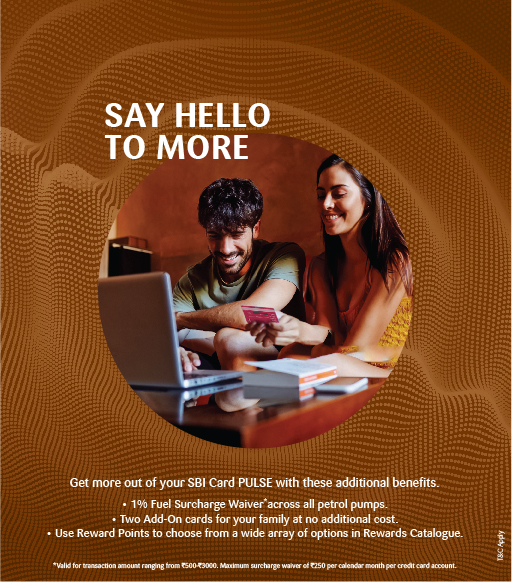 SAY HELLO
TO MORE
Get more out of your SBI Card PULSE with these additional benefits.
• 1% Fuel Surcharge Waiver*across all petrol pumps.
• Two Add-On cards for your family at no additional cost.
• Use Reward Points to choose from a wide array of options in Rewards Catalogue.
T&C Apply
*Valid for transaction amount ranging from ₹500-₹3000. Maximum surcharge waiver of ₹250 per calendar month per credit card account.